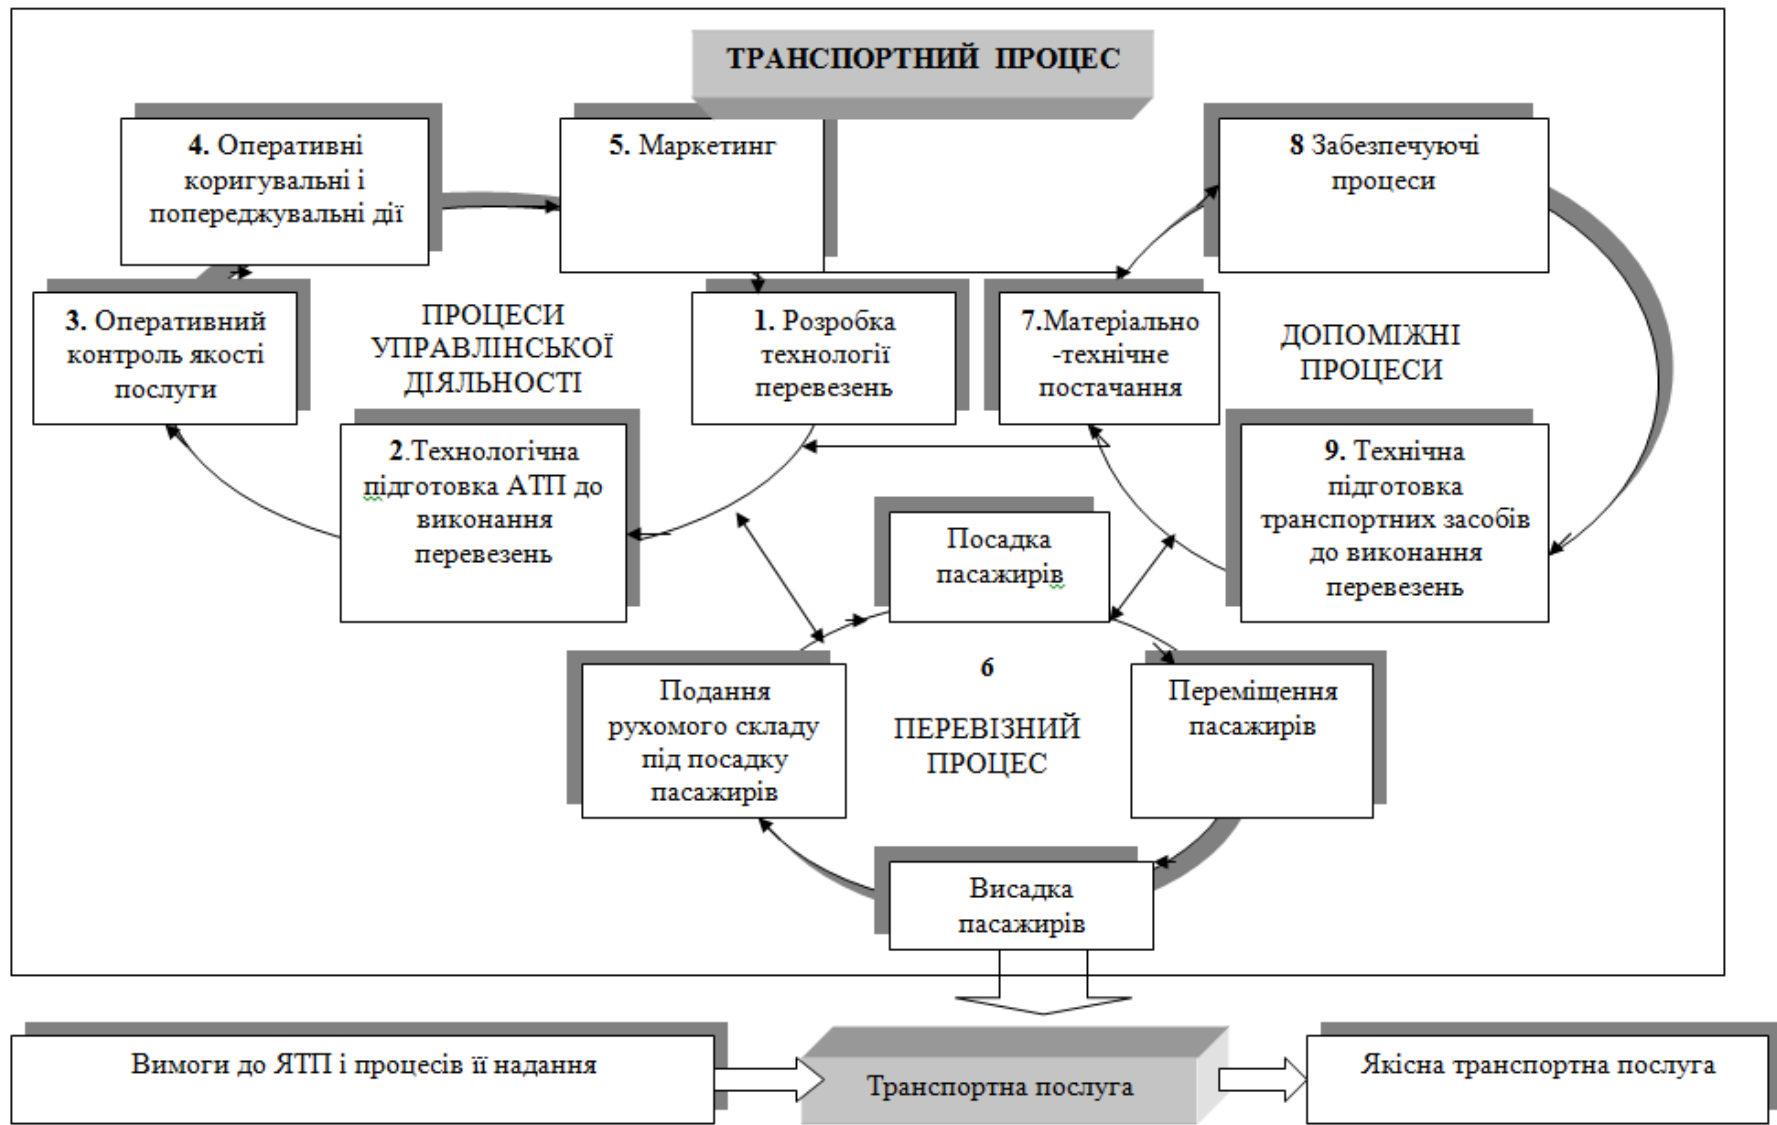 ТРАНСПОРТНИЙ ПРОЦЕС
4. Оперативні
коригувальні і
попереджувальні дії
5. Маркетинг
8 Забезпечуючі
процеси
3. Оперативний
контроль якості
послуги
ПРОЦЕСИ
УПРАВЛІНСЬКОЇ
ДІЯЛЬНОСТІ
1. Розробка
технології
перевезень
7.Матеріально
-технічне
постачання
ДОПОМІЖНІ
ПРОЦЕСИ
2.Технологічна
підготовка АТП до
виконання
перевезень
9. Технічна
підготовка
транспортних засобів
до виконання
перевезень
Посадка
пасажирів
6
ПЕРЕВІЗНИЙ
ПРОЦЕС
Подання
рухомого складу
під посадку
пасажирів
Переміщення
пасажирів
Висадка
пасажирів
Вимоги до ЯТП і процесів її надання
Транспортна послуга
Якісна транспортна послуга